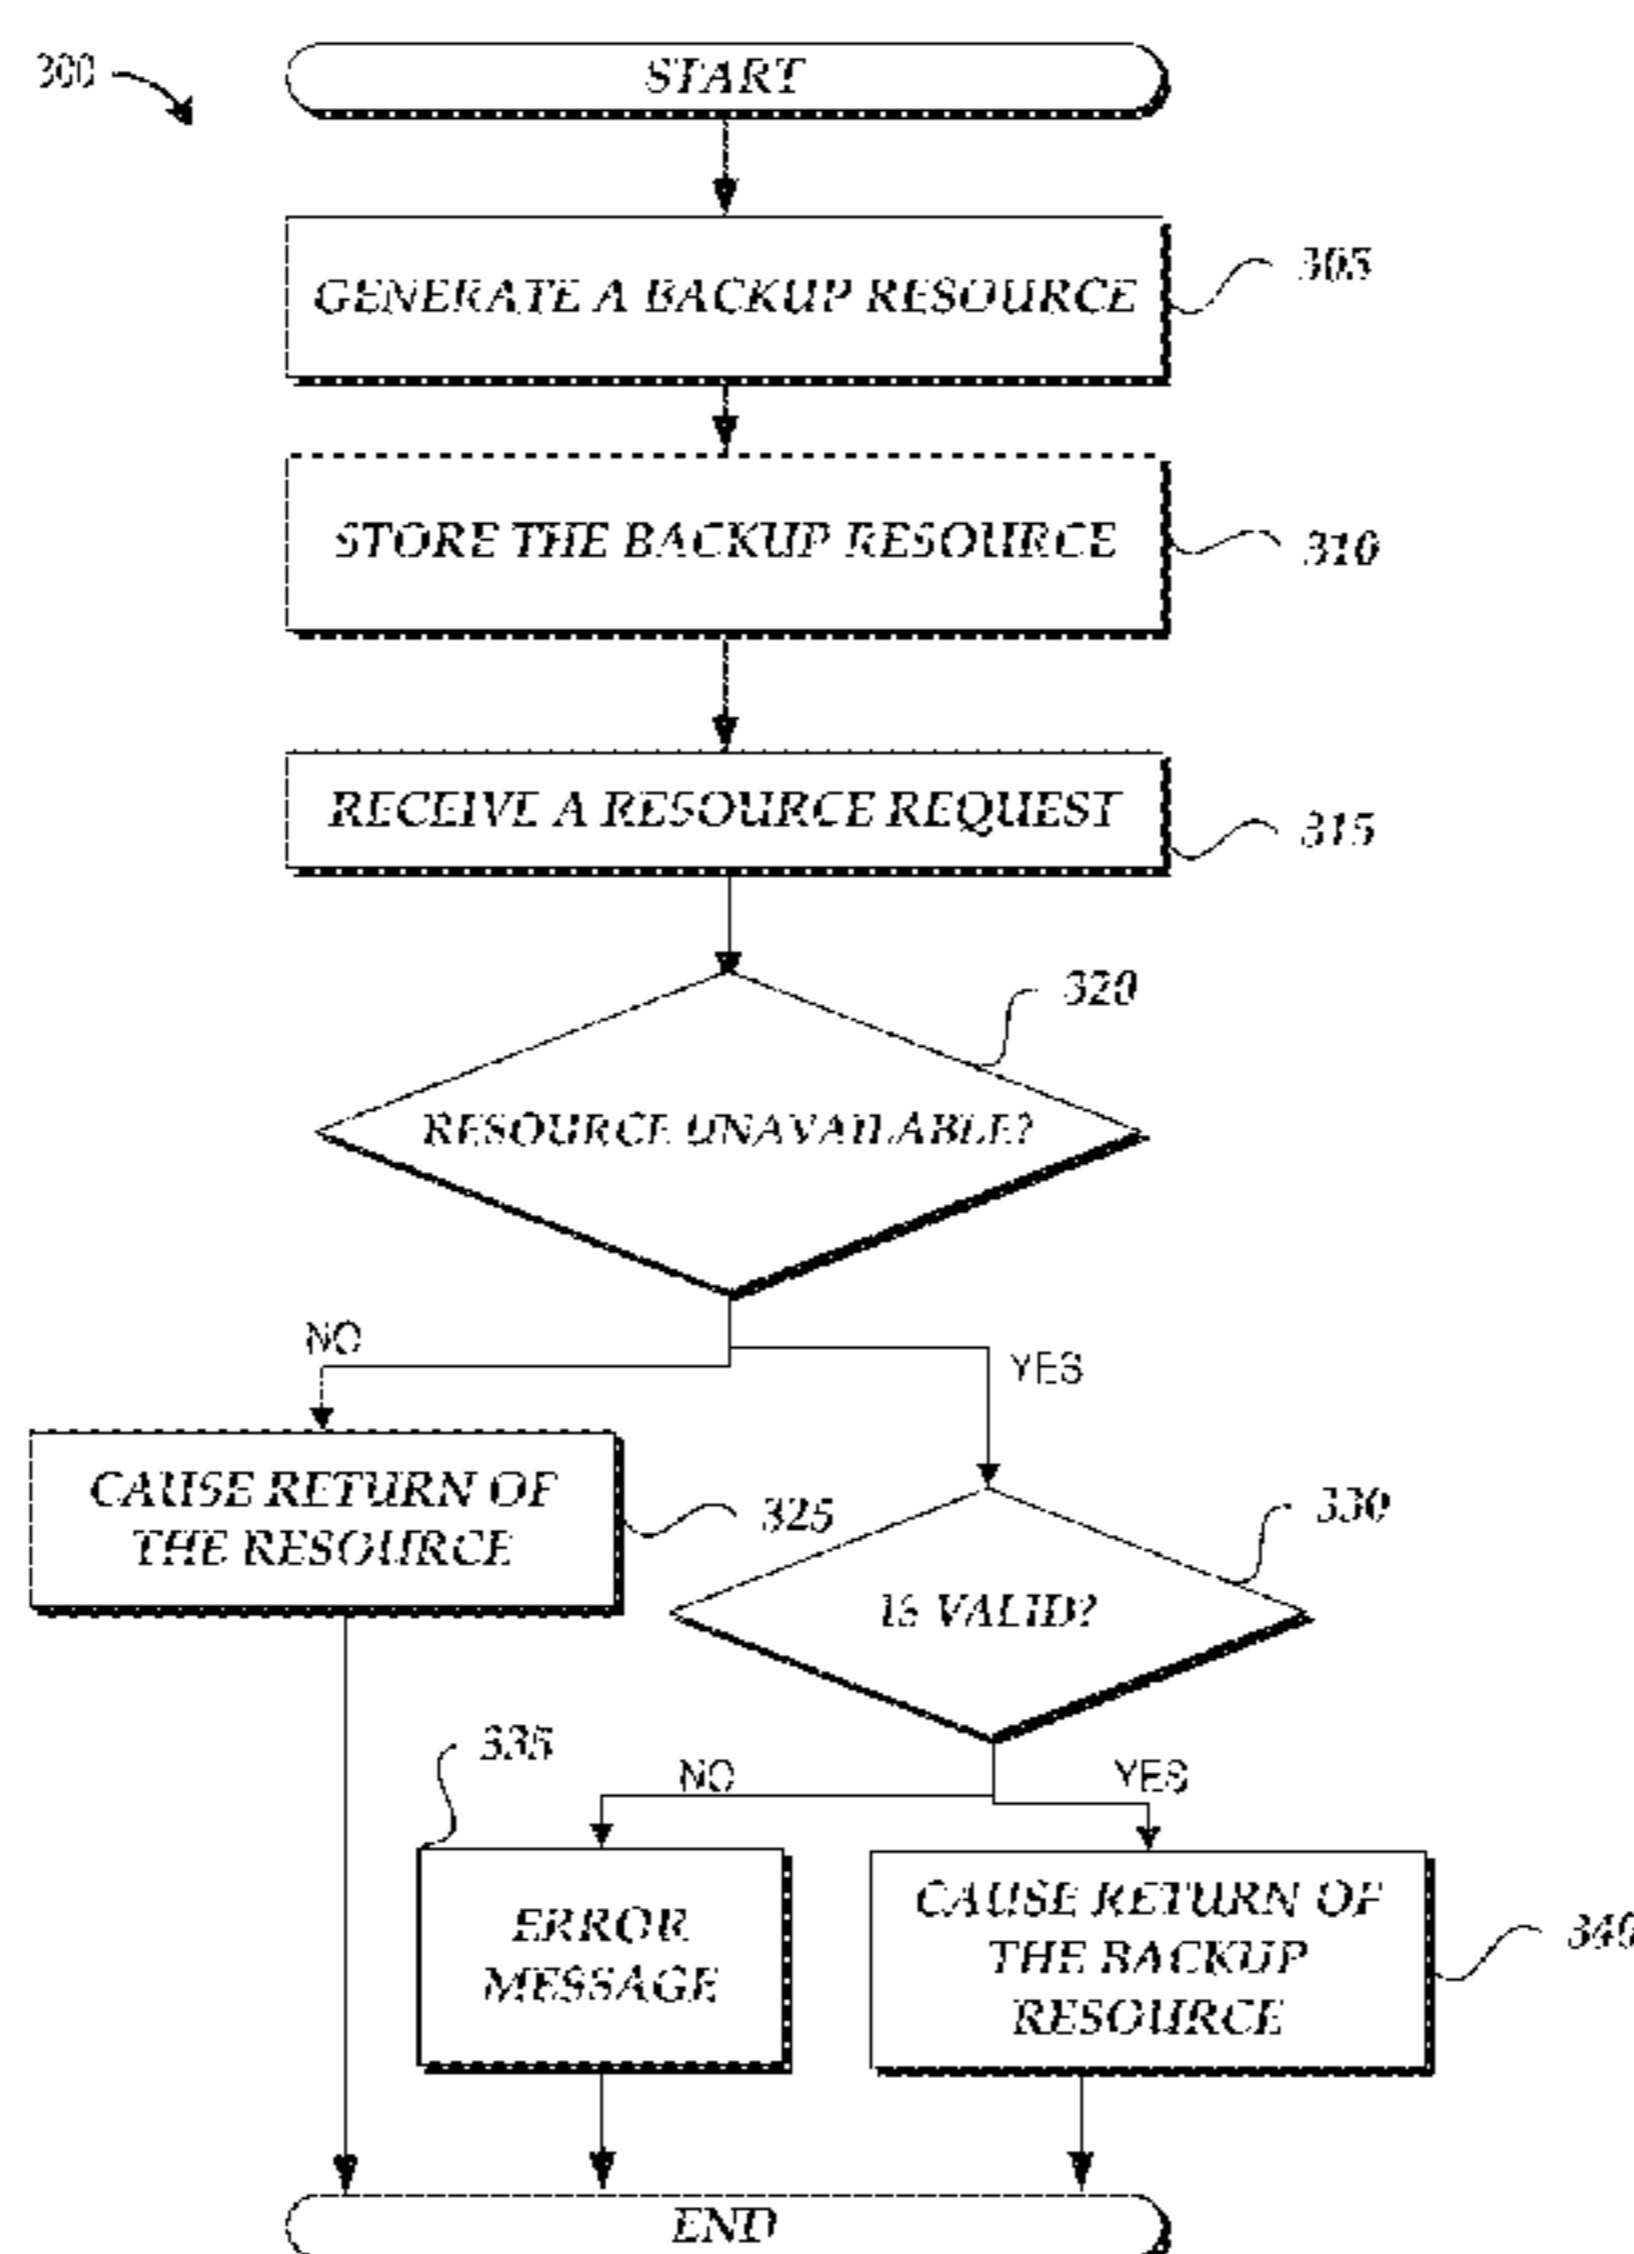 300
START
GENERATE A BACKUP RESOURCE
305
STORE THE BACKUP RESOURCE
310
RECEIVE A RESOURCE REQUEST
315
320
RESOURCE UNAVAILABLE?
NO
YES
CAUSE RETURN OF
THE RESOURCE
325
330
IS VALID?
335
NO
YES
ERROR
MESSAGE
CAUSE RETURN OF
THE BACKUP
RESOURCE
340
END